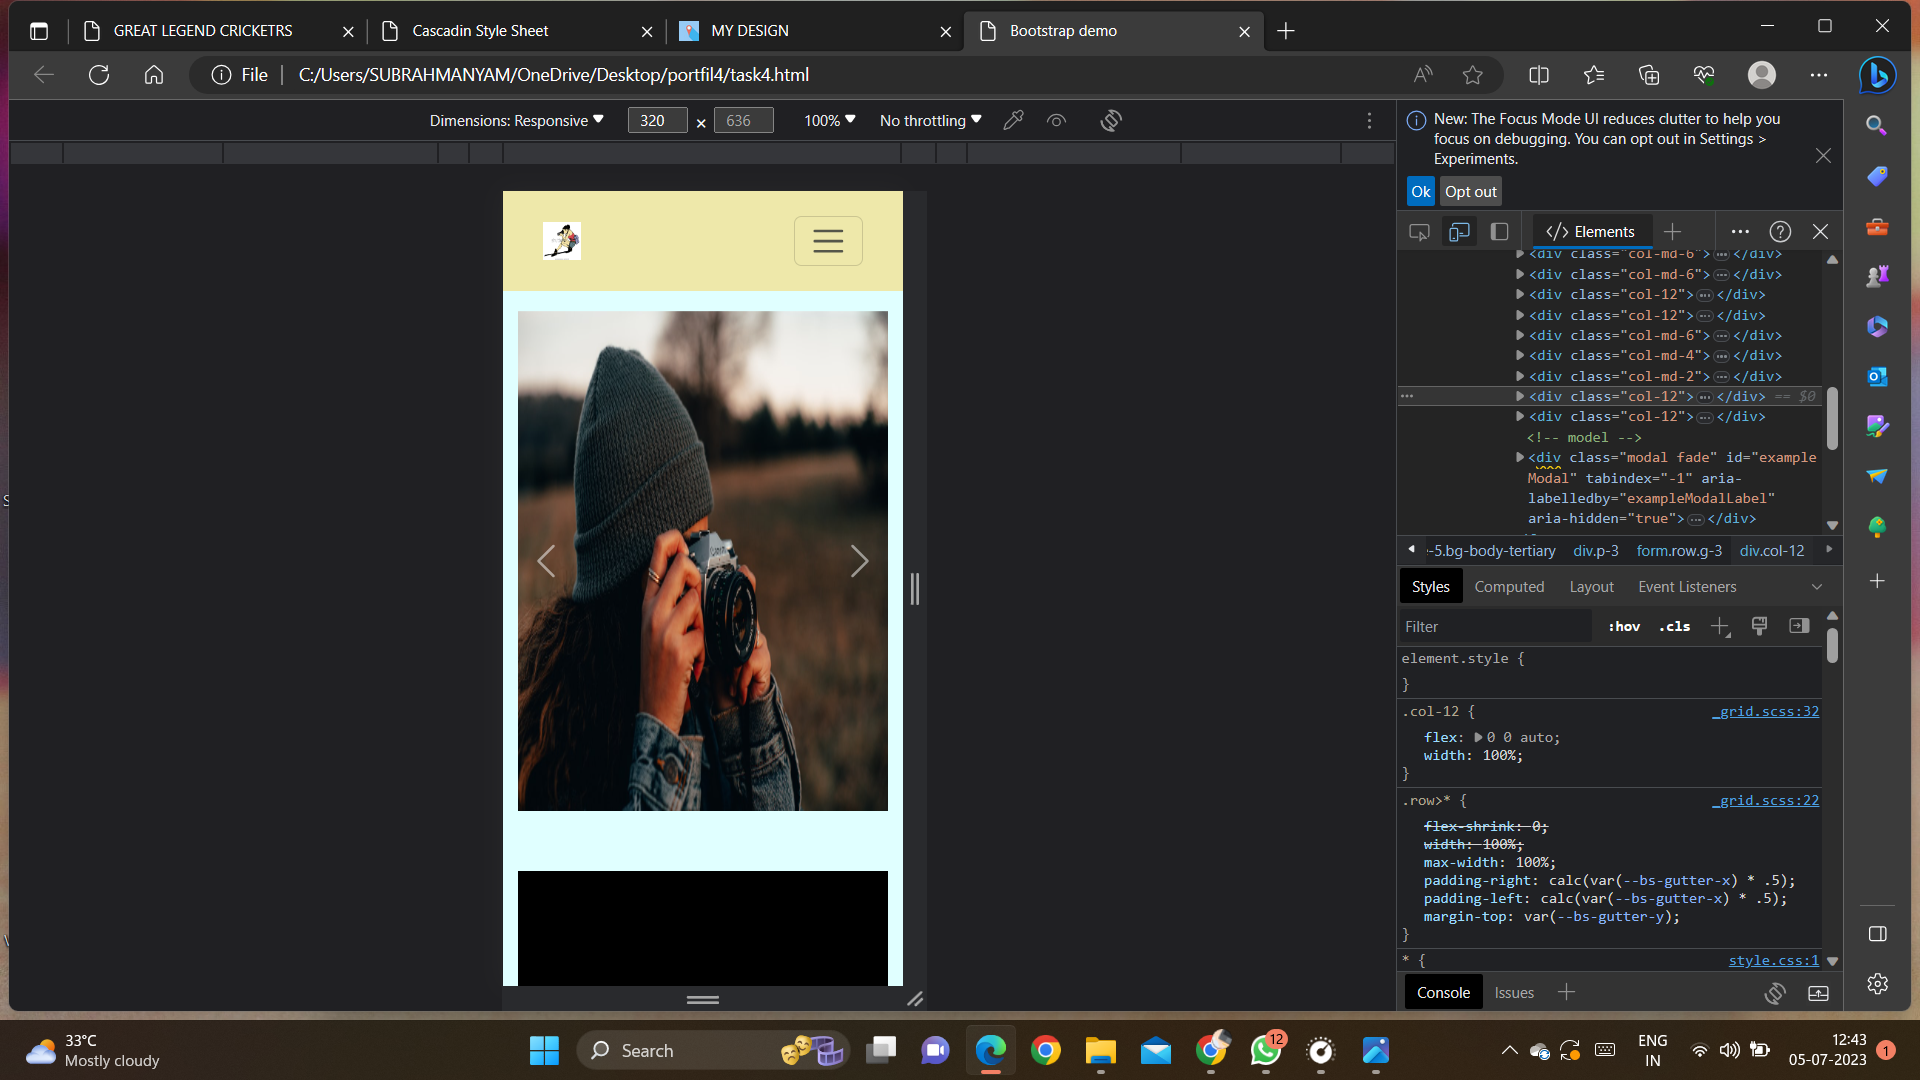 GREAT LEGEND CRICKETRS
Cascadin Style Sheet
MY DESIGN
Bootstrap demo
File
C:/Users/SUBRAHMANYAM/OneDrive/Desktop/portfil4/task4.html
Dimensions: Responsive
320
×
636
100%
No throttling
New: The Focus Mode UI reduces clutter to help you
focus on debugging. You can opt out in Settings >
Experiments.
Ok
Opt out
</> Elements
<div class="col-md-6">…</div>
<div class="col-md-6">…</div>
<div class="col-12">…</div>
<div class="col-12">…</div>
<div class="col-md-6">…</div>
<div class="col-md-4">…</div>
<div class="col-md-2">…</div>
<div class="col-12">…</div> == $0
<div class="col-12">…</div>
<!-- model -->
<div class="modal fade" id="example
Modal" tabindex="-1" aria-
labelledby="exampleModalLabel"
aria-hidden="true">…</div>
-5.bg-body-tertiary
div.p-3
form.row.g-3
div.col-12
Styles
Computed
Layout
Event Listeners
Filter
:hov
.cls
element.style {
}
.col-12 {
_grid.scss:32
flex: 0 0 auto;
width: 100%;
}
.row>* {
_grid.scss:22
flex-shrink: 0;
width: 100%;
max-width: 100%;
padding-right: calc(var(--bs-gutter-x) * .5);
padding-left: calc(var(--bs-gutter-x) * .5);
margin-top: var(--bs-gutter-y);
}
* {
style.css:1
Console
Issues
Canon
33°C
Mostly cloudy
Search
12
ENG
IN
12:43
05-07-2023
1